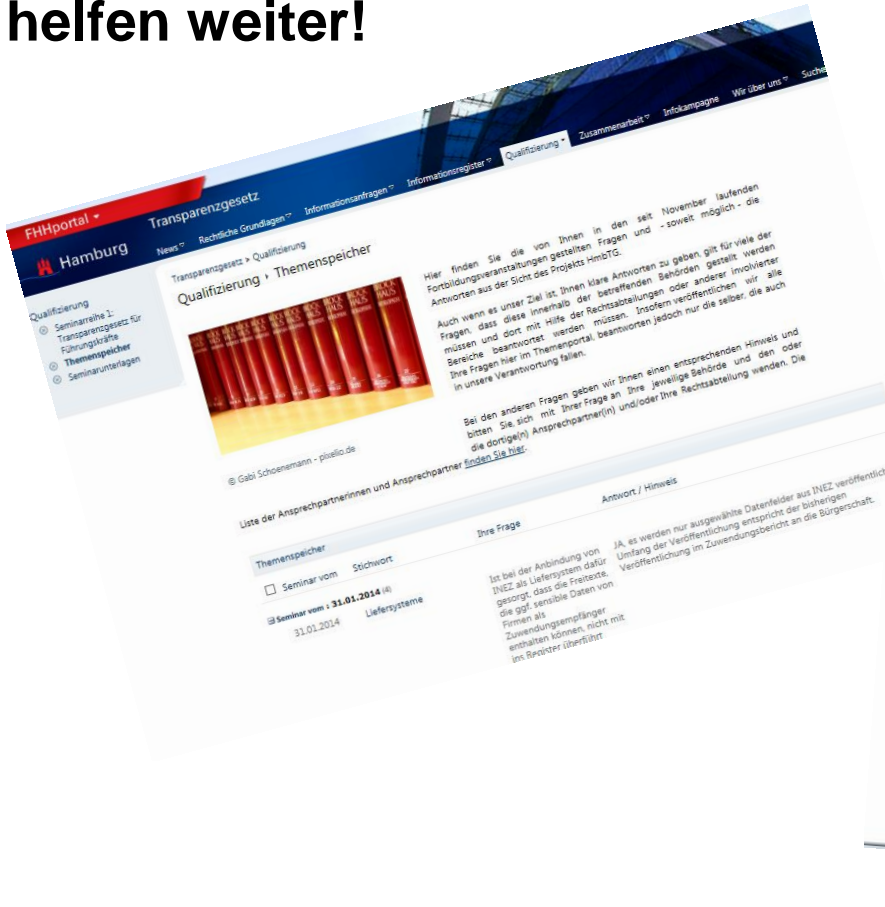 helfen weiter!
FHHportal
Hamburg
Transparenzgesetz
News Rechtliche Grundlagen Informationsanfragen Informationsregister Qualifizierung Zusammenarbeit Infokampagne Wir über uns Suche
Transparenzgesetz > Qualifizierung
Qualifizierung › Themenspeicher
Qualifizierung
Seminarreihe 1:
Transparenzgesetz für
Führungskräfte
Themenspeicher
Seminarunterlagen
Hier finden Sie die von Ihnen in den seit November laufenden
Fortbildungsveranstaltungen gestellten Fragen und - soweit möglich - die
Antworten aus der Sicht des Projekts HmbTG.
Auch wenn es unser Ziel ist, Ihnen klare Antworten zu geben, gilt für viele der
Fragen, dass diese innerhalb der betreffenden Behörden gestellt werden
müssen und dort mit Hilfe der Rechtsabteilungen oder anderer involvierter
Bereiche beantwortet werden müssen. Insofern veröffentlichen wir alle
Ihre Fragen hier im Themenportal, beantworten jedoch nur die selber, die auch
in unsere Verantwortung fallen.
Bei den anderen Fragen geben wir Ihnen einen entsprechenden Hinweis und
bitten Sie, sich mit Ihrer Frage an Ihre jeweilige Behörde und den oder
die dortige(n) Ansprechpartner(in) und/oder Ihre Rechtsabteilung wenden. Die
© Gabi Schoenemann - pixelio.de
Liste der Ansprechpartnerinnen und Ansprechpartner finden Sie hier.
Themenspeicher
Seminar vom Stichwort Ihre Frage Antwort / Hinweis
Seminar vom : 31.01.2014 (4)
31.01.2014 Liefersysteme
Ist bei der Anbindung von
INEZ als Liefersystem dafür
gesorgt, dass die Freitexte,
die ggf. sensible Daten von
Firmen als
Zuwendungsempfänger
enthalten können, nicht mit
ins Register überführt
JA, es werden nur ausgewählte Datenfelder aus INEZ veröffentlich
Umfang der Veröffentlichung entspricht der bisherigen
Veröffentlichung im Zuwendungsbericht an die Bürgerschaft.